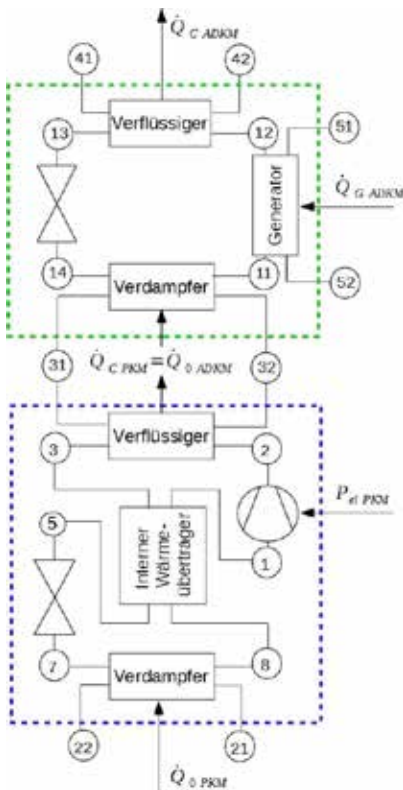 Q̇ C ADKM
41
42
Verflüssiger
13
12
51
Generator
Q̇ G ADKM
14
11
52
Verdampfer
31
Q̇ C PKM = Q̇ 0 ADKM
32
Verflüssiger
3
2
P el PKM
5
Interner
Wärme-
übertrager
1
7
8
Verdampfer
22
21
Q̇ 0 PKM